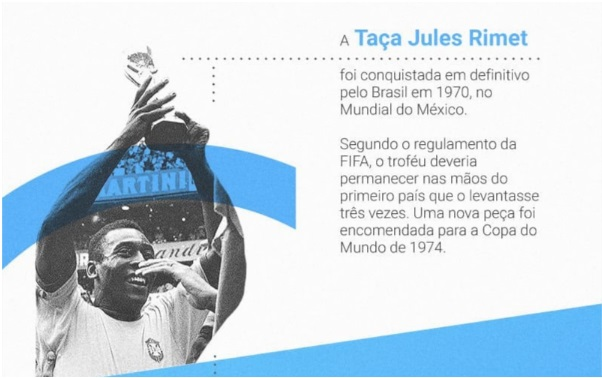 A Taça Jules Rimet
foi conquistada em definitivo
pelo Brasil em 1970, no
Mundial do México.
Segundo o regulamento da
FIFA, o troféu deveria
permanecer nas mãos do
primeiro país que o levantasse
três vezes. Uma nova peça foi
encomendada para a Copa do
Mundo de 1974.
MARTINI